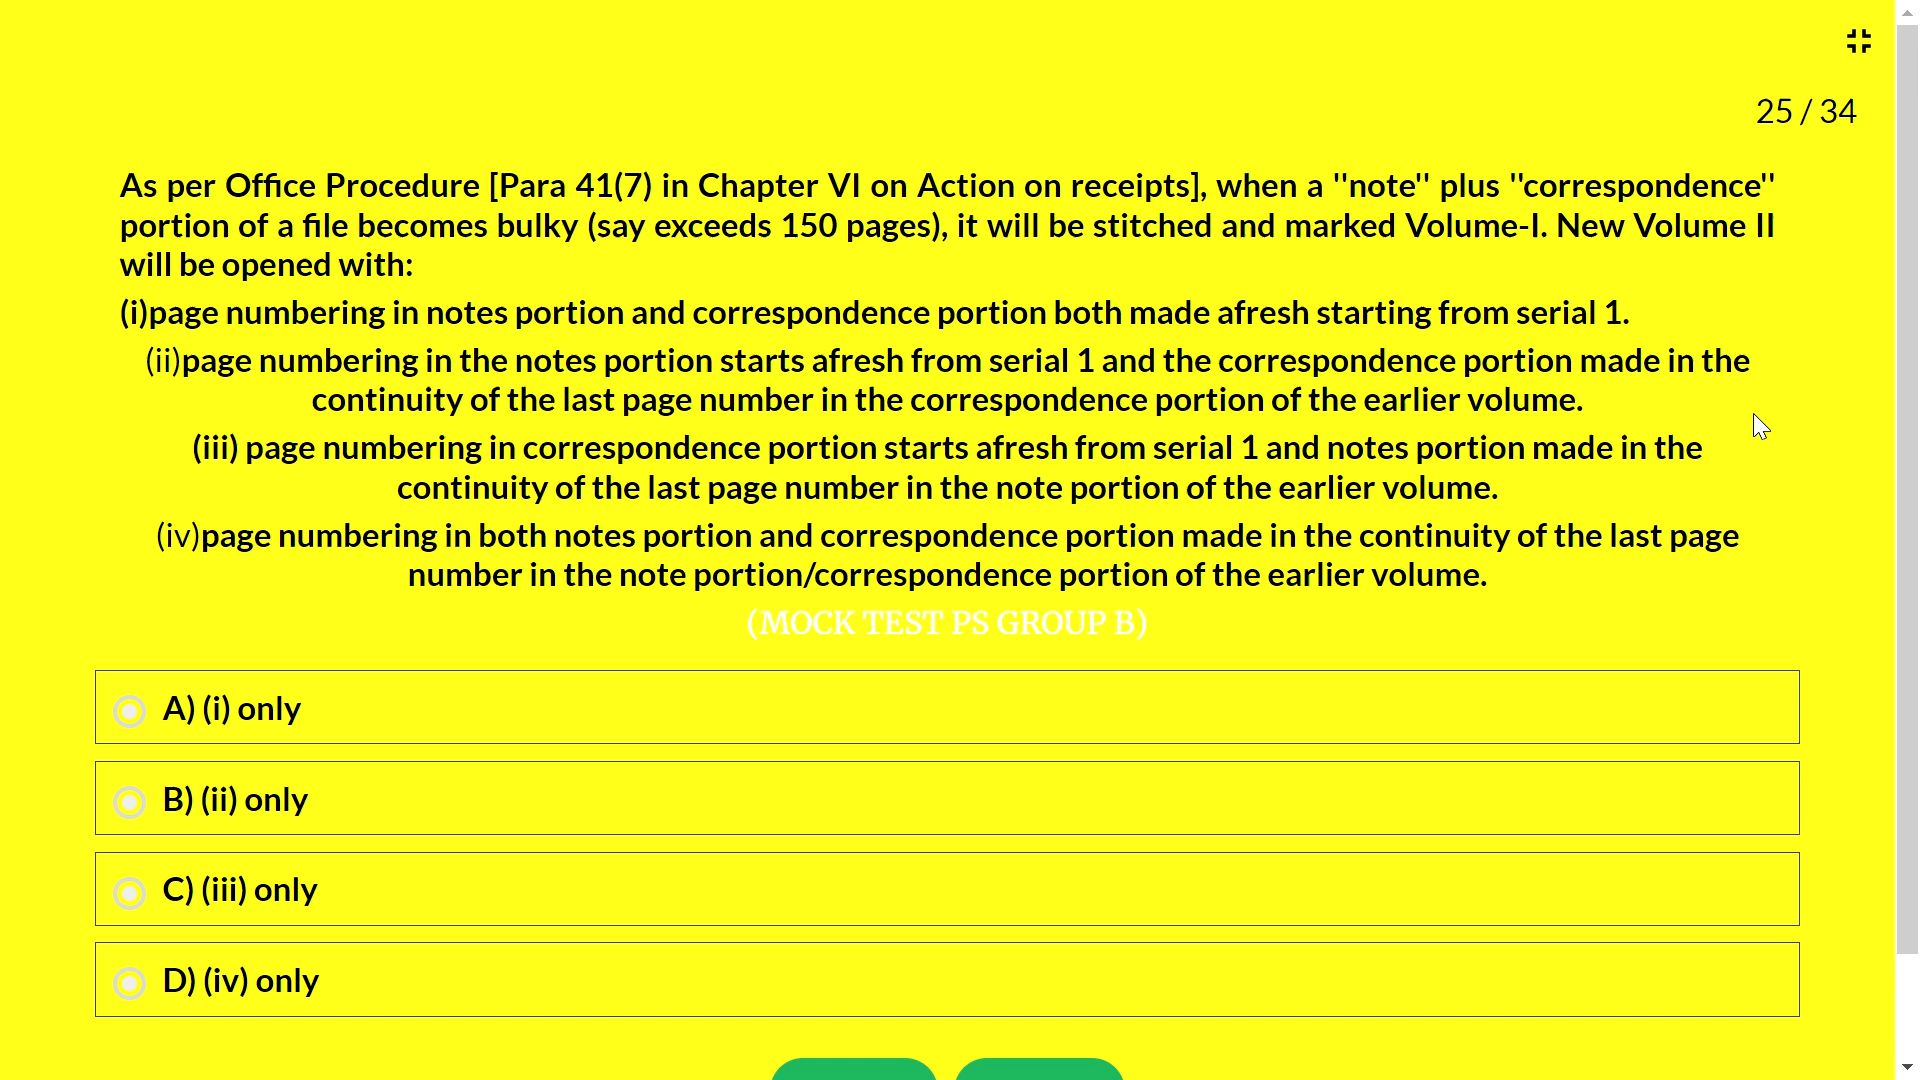 25 / 34
As per Office Procedure [Para 41(7) in Chapter VI on Action on receipts], when a ''note'' plus ''correspondence''
portion of a file becomes bulky (say exceeds 150 pages), it will be stitched and marked Volume-I. New Volume II
will be opened with:
(i)page numbering in notes portion and correspondence portion both made afresh starting from serial 1.
(ii)page numbering in the notes portion starts afresh from serial 1 and the correspondence portion made in the
continuity of the last page number in the correspondence portion of the earlier volume.
(iii) page numbering in correspondence portion starts afresh from serial 1 and notes portion made in the
continuity of the last page number in the note portion of the earlier volume.
(iv)page numbering in both notes portion and correspondence portion made in the continuity of the last page
number in the note portion/correspondence portion of the earlier volume.
(MOCK TEST PS GROUP B)
A) (i) only
B) (ii) only
C) (iii) only
D) (iv) only